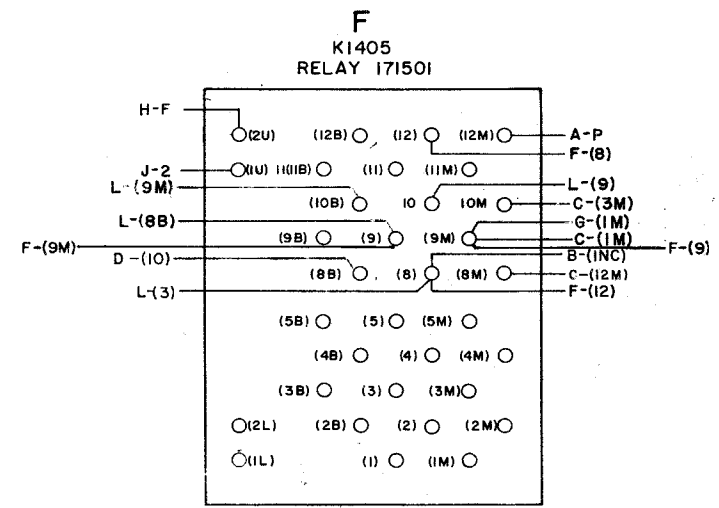 F
K1405
RELAY 171501
H-F
(2U) (12B) (12) (12M) A-P
F-(8)
J-2 (1U) 11(11B) (11) (11M)
L-(9M) L-(9)
(10B) 10 10M C-(3M)
L-(8B) G-(1M)
(9B) (9) (9M) C-(1M)
F-(9M) F-(9)
D-(10) B-(1NC)
(8B) (8) (8M) C-(12M)
L-(3) F-(12)
(5B) (5) (5M)
(4B) (4) (4M)
(3B) (3) (3M)
(2L) (2B) (2) (2M)
(1L) (1) (1M)